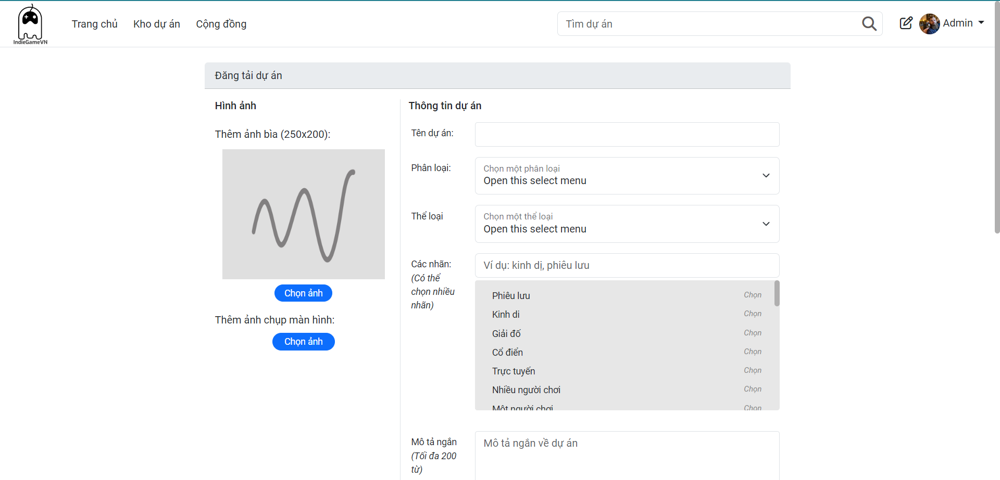 IndieGameVN
Trang chủ
Kho dự án
Cộng đồng
Tìm dự án
Admin
Đăng tải dự án
Hình ảnh
Thêm ảnh bìa (250x200):
Chọn ảnh
Thêm ảnh chụp màn hình:
Chọn ảnh
Thông tin dự án
Tên dự án:
Phân loại:
Chọn một phân loại
Open this select menu
Thể loại
Chọn một thể loại
Open this select menu
Các nhãn:
(Có thể
chọn nhiều
nhãn)
Ví dụ: kinh dị, phiêu lưu
Phiêu lưu Chọn
Kinh dị Chọn
Giải đố Chọn
Cổ điển Chọn
Trực tuyến Chọn
Nhiều người chơi Chọn
Một người chơi Chọn
Mô tả ngắn
(Tối đa 200
từ)
Mô tả ngắn về dự án